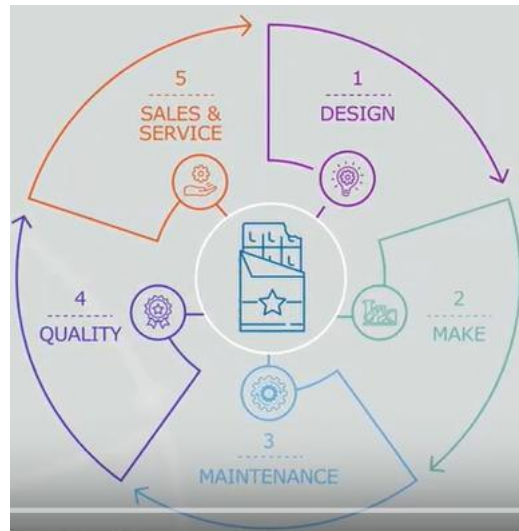 1
DESIGN
2
MAKE
3
MAINTENANCE
4
QUALITY
5
SALES &
SERVICE